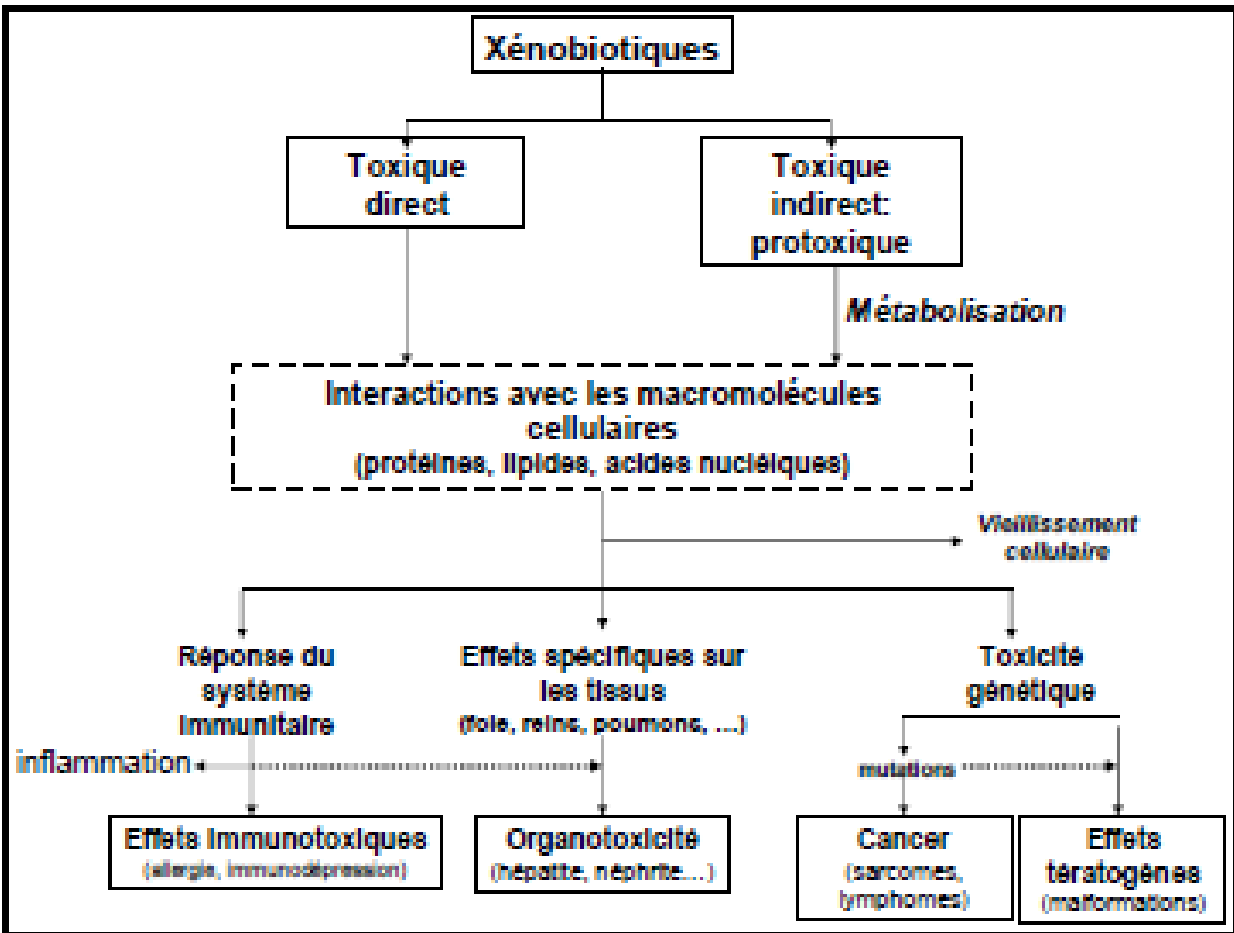 Xénobiotiques
Toxique
direct
Toxique
indirect:
protoxique
Métabolisation
Interactions avec les macromolécules
cellulaires
(protéines, lipides, acides nucléiques)
Vieillissement
cellulaire
Réponse du
système
immunitaire
Effets spécifiques sur
les tissus
(foie, reins, poumons, ...)
Toxicité
génétique
inflammation
mutations
Effets immunotoxiques
(allergie, immunodépression)
Organotoxicité
(hépatite, néphrite...)
Cancer
(sarcomes,
lymphomes)
Effets
tératogènes
(malformations)